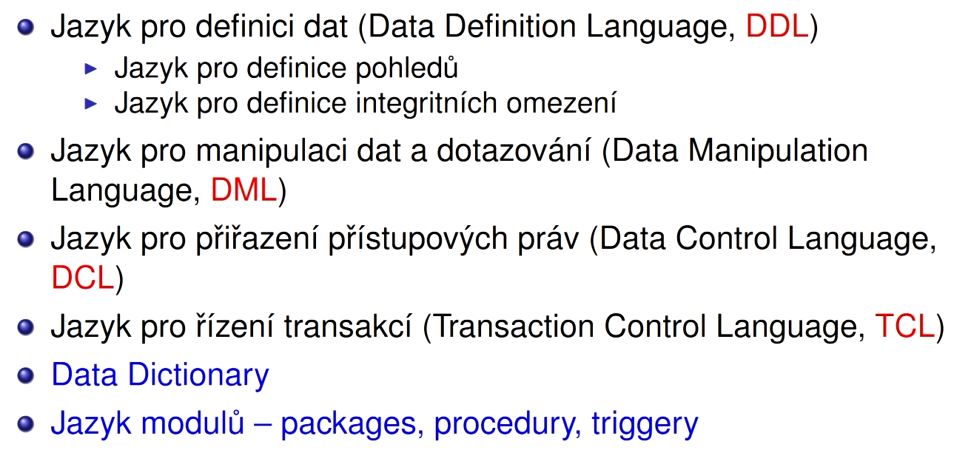 Jazyk pro definici dat (Data Definition Language, DDL)
Jazyk pro definice pohledů
Jazyk pro definice integritních omezení
Jazyk pro manipulaci dat a dotazování (Data Manipulation
Language, DML)
Jazyk pro přiřazení přístupových práv (Data Control Language,
DCL)
Jazyk pro řízení transakcí (Transaction Control Language, TCL)
Data Dictionary
Jazyk modulů – packages, procedury, triggery